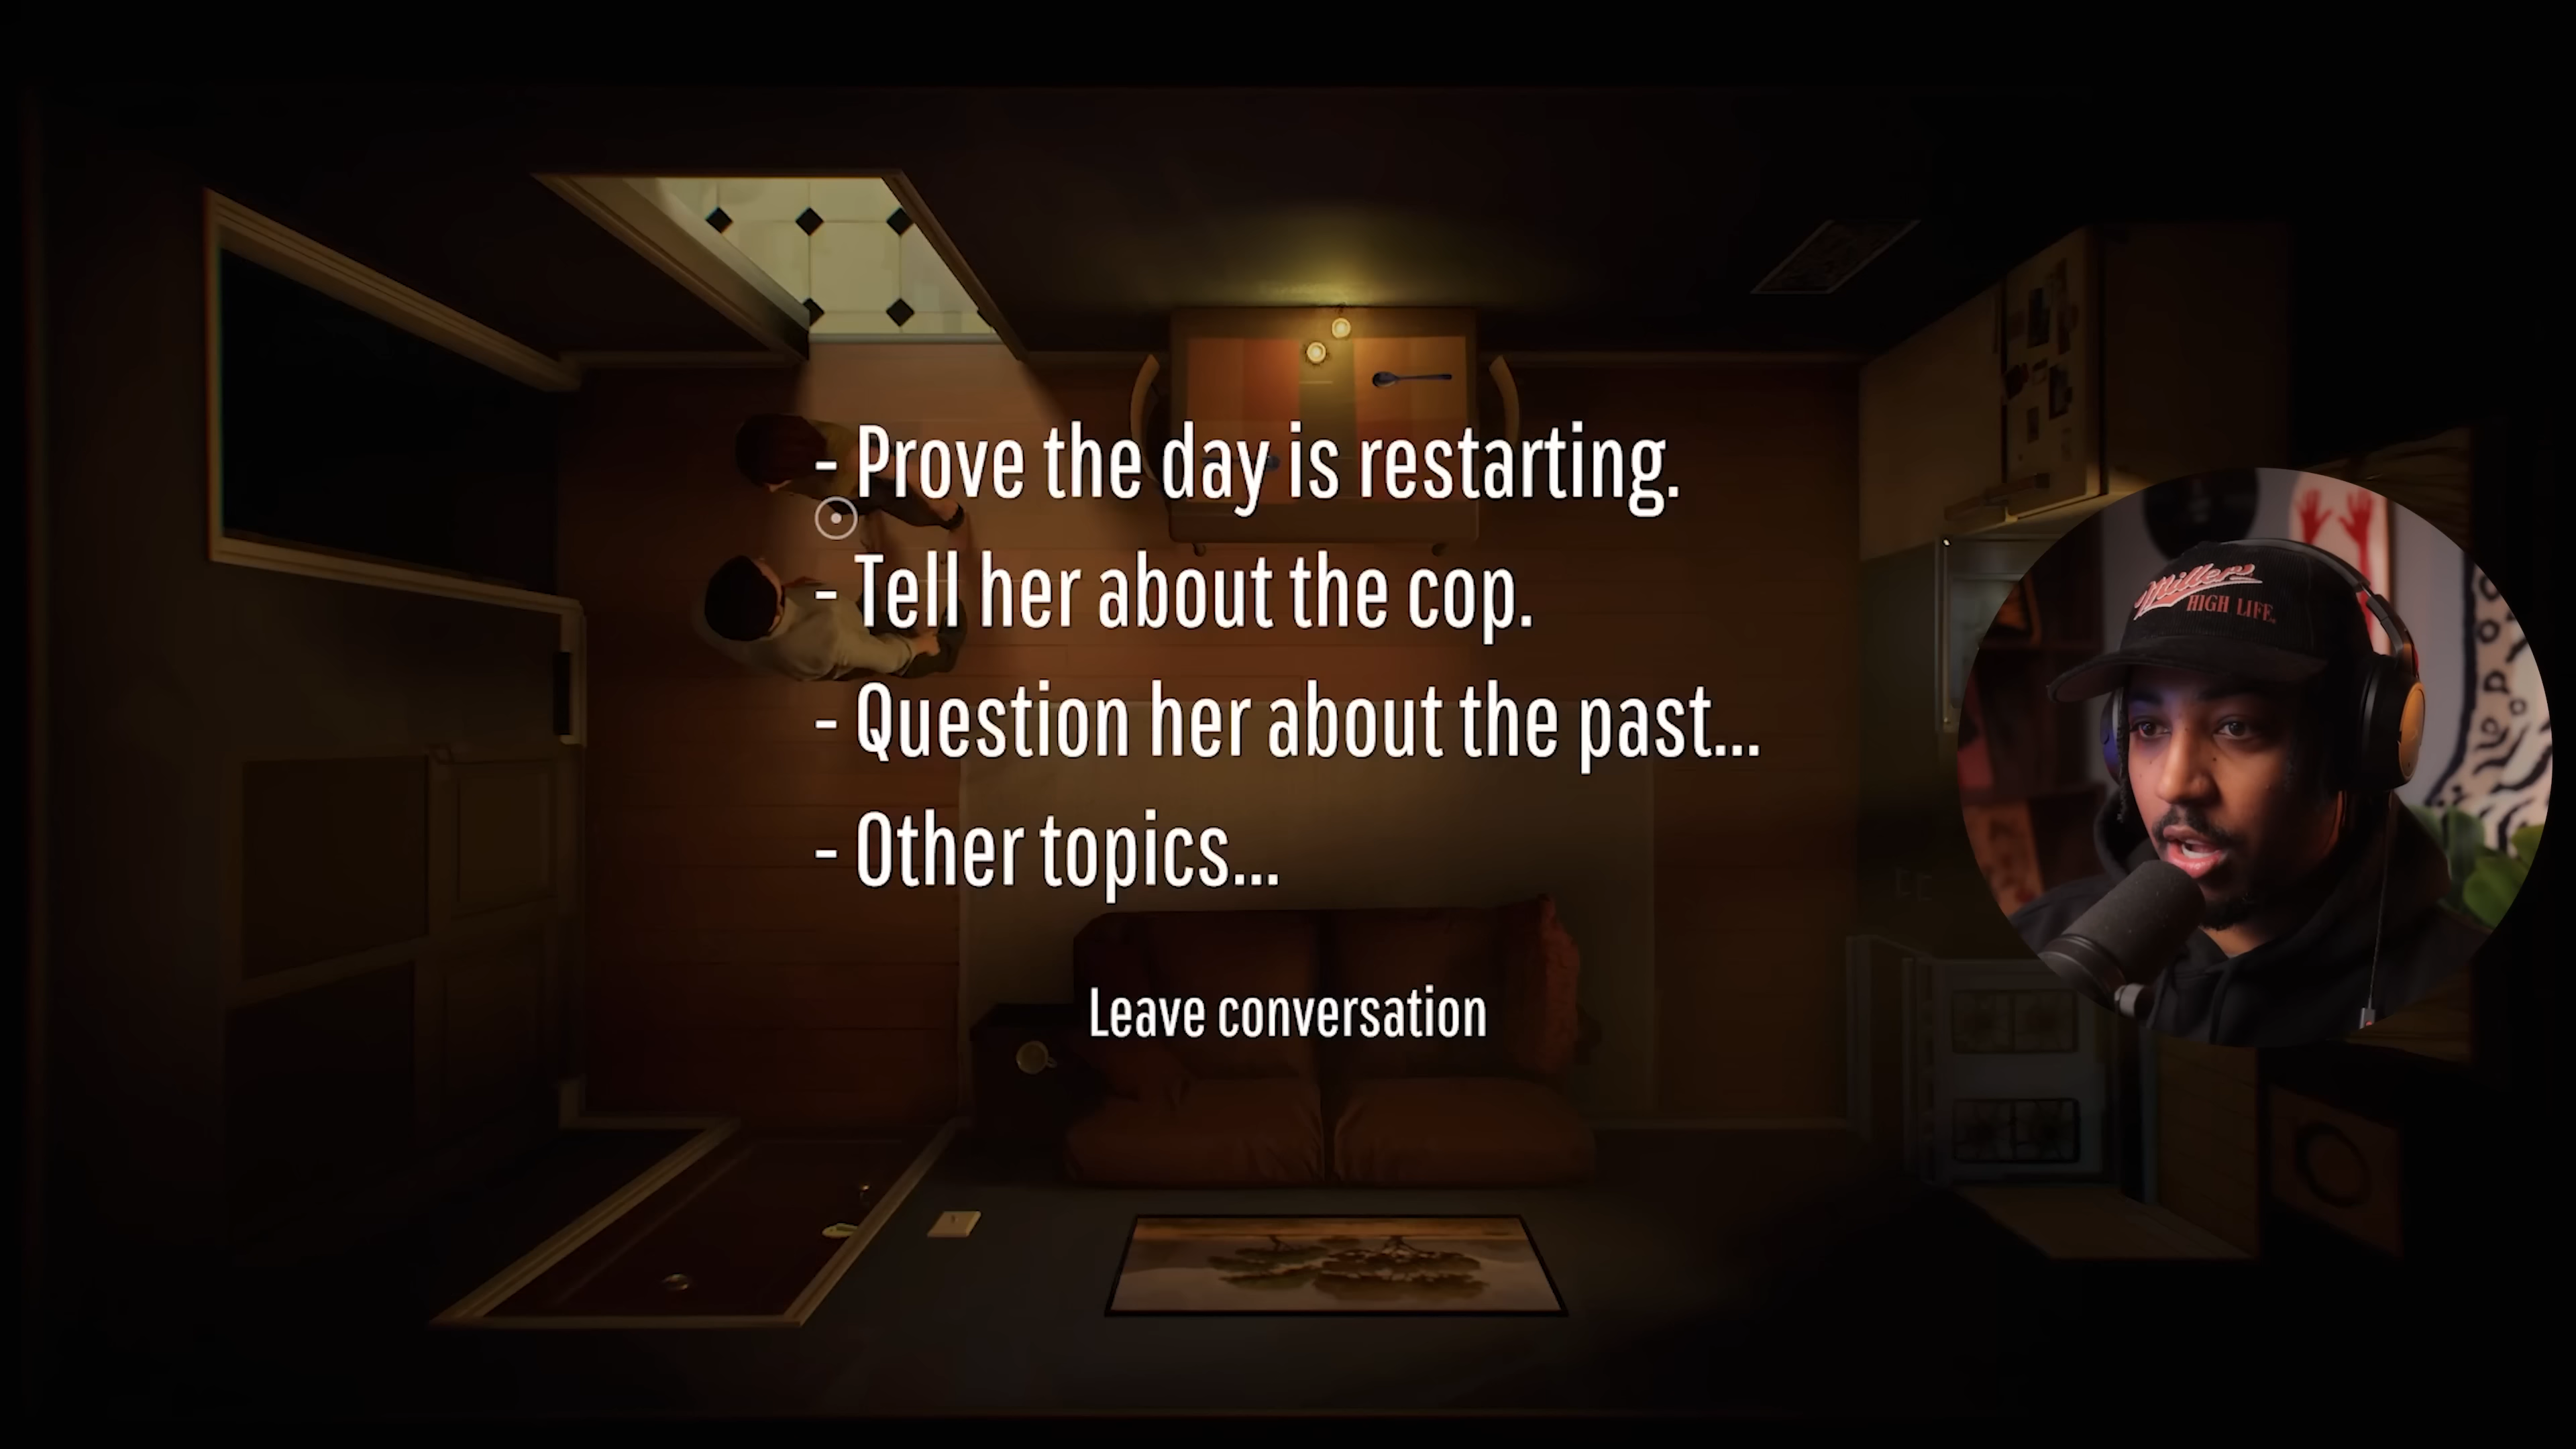 - Prove the day is restarting.
- Tell her about the cop.
- Question her about the past...
- Other topics...
Leave conversation
Miller
HIGH LIFE